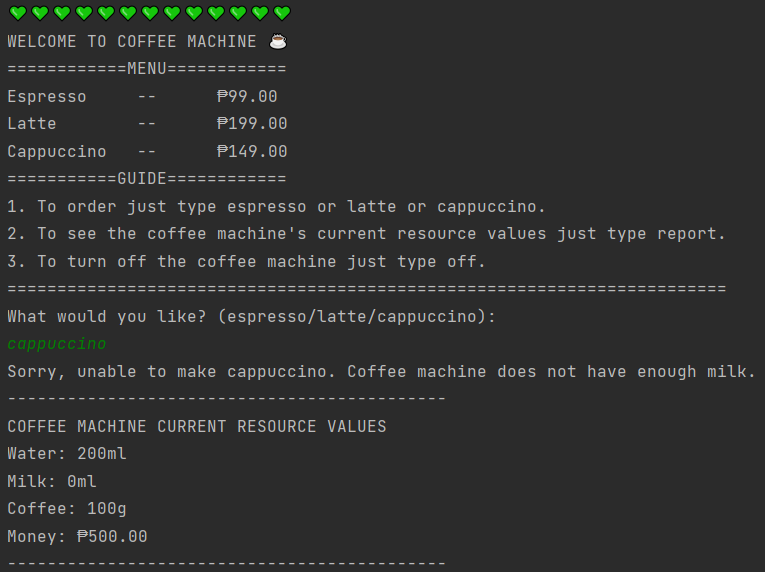 💚💚💚💚💚💚💚💚💚💚💚💚💚
WELCOME TO COFFEE MACHINE ☕
============MENU============
Espresso     --      ₱99.00
Latte        --      ₱199.00
Cappuccino   --      ₱149.00
===========GUIDE============
1. To order just type espresso or latte or cappuccino.
2. To see the coffee machine's current resource values just type report.
3. To turn off the coffee machine just type off.
========================================================================
What would you like? (espresso/latte/cappuccino):
cappuccino
Sorry, unable to make cappuccino. Coffee machine does not have enough milk.
--------------------------------------------
COFFEE MACHINE CURRENT RESOURCE VALUES
Water: 200ml
Milk: 0ml
Coffee: 100g
Money: ₱500.00
--------------------------------------------